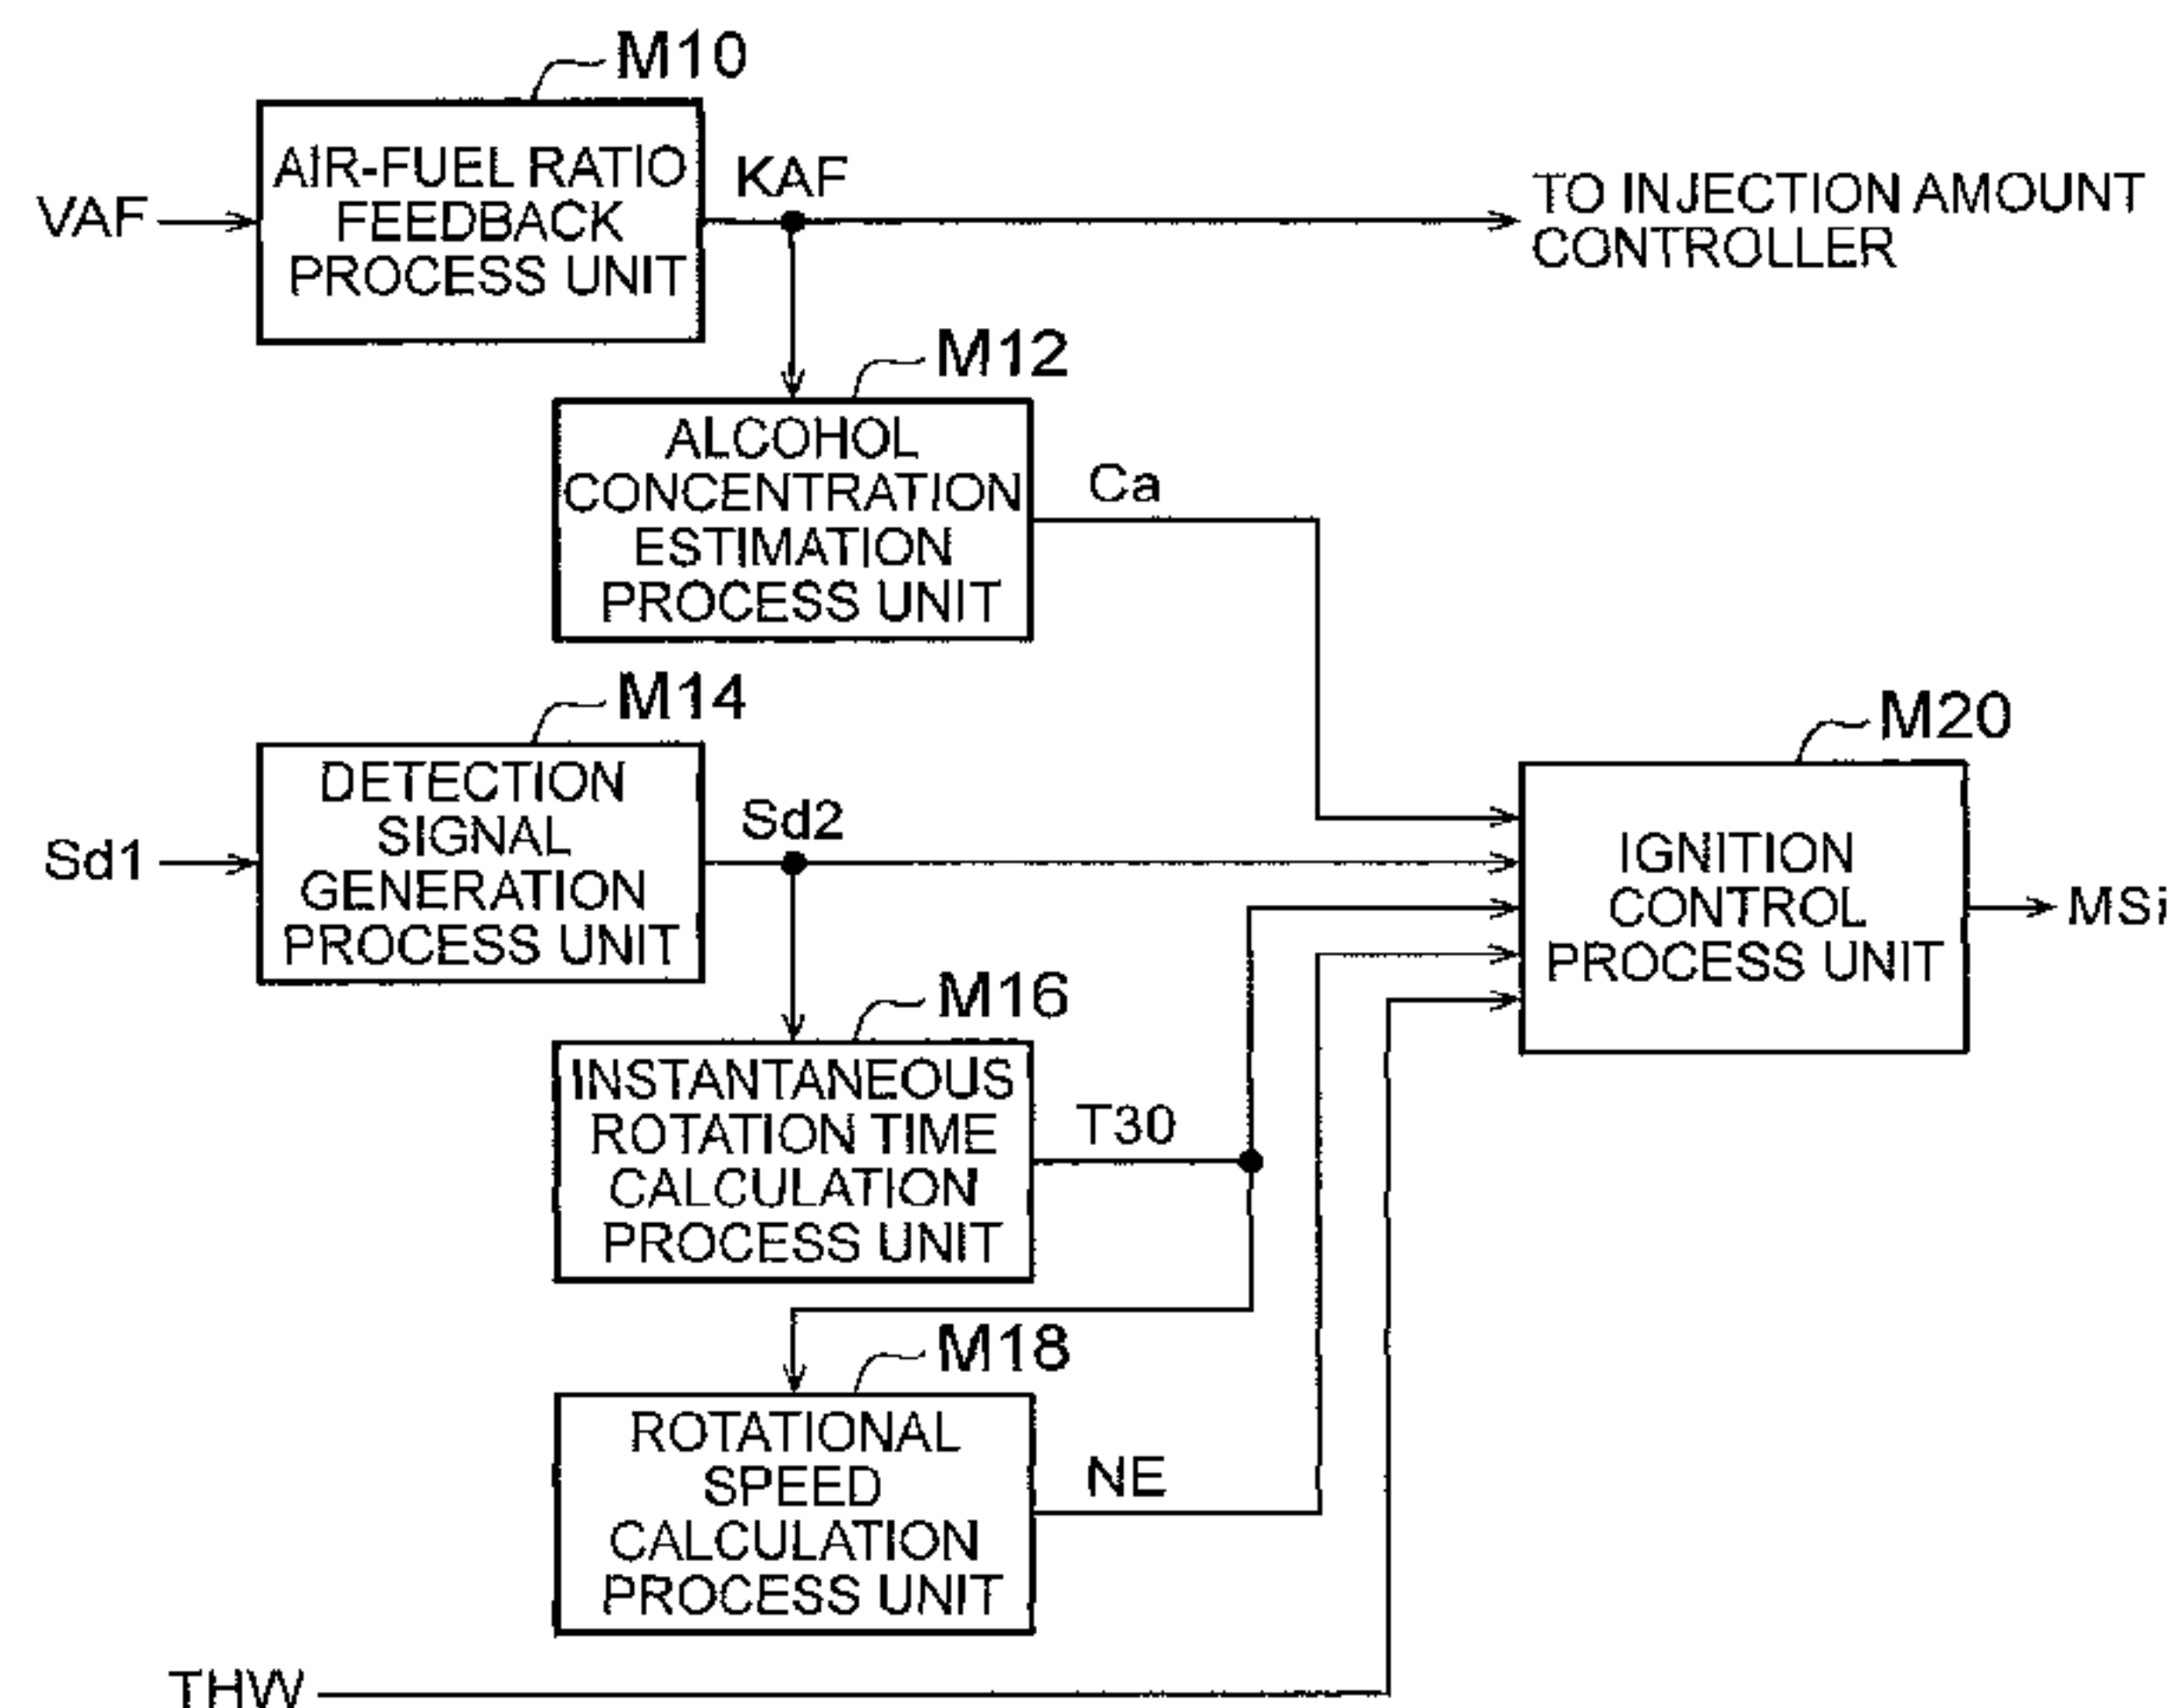 M10
AIR-FUEL RATIO
FEEDBACK
PROCESS UNIT
VAF
KAF
TO INJECTION AMOUNT
CONTROLLER
M12
ALCOHOL
CONCENTRATION
ESTIMATION
PROCESS UNIT
Ca
M14
DETECTION
SIGNAL
GENERATION
PROCESS UNIT
Sd1
Sd2
M20
IGNITION
CONTROL
PROCESS UNIT
MSi
M16
INSTANTANEOUS
ROTATION TIME
CALCULATION
PROCESS UNIT
T30
M18
ROTATIONAL
SPEED
CALCULATION
PROCESS UNIT
NE
THW